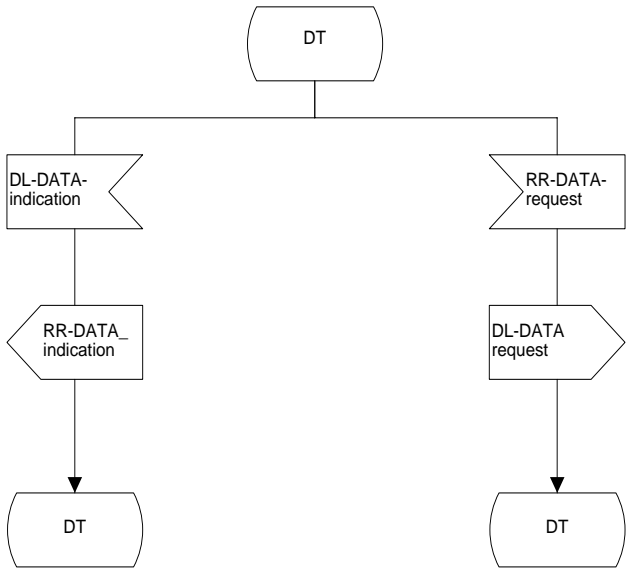 DT
DL-DATA-
indication
RR-DATA-
request
RR-DATA_
indication
DL-DATA
request
DT
DT